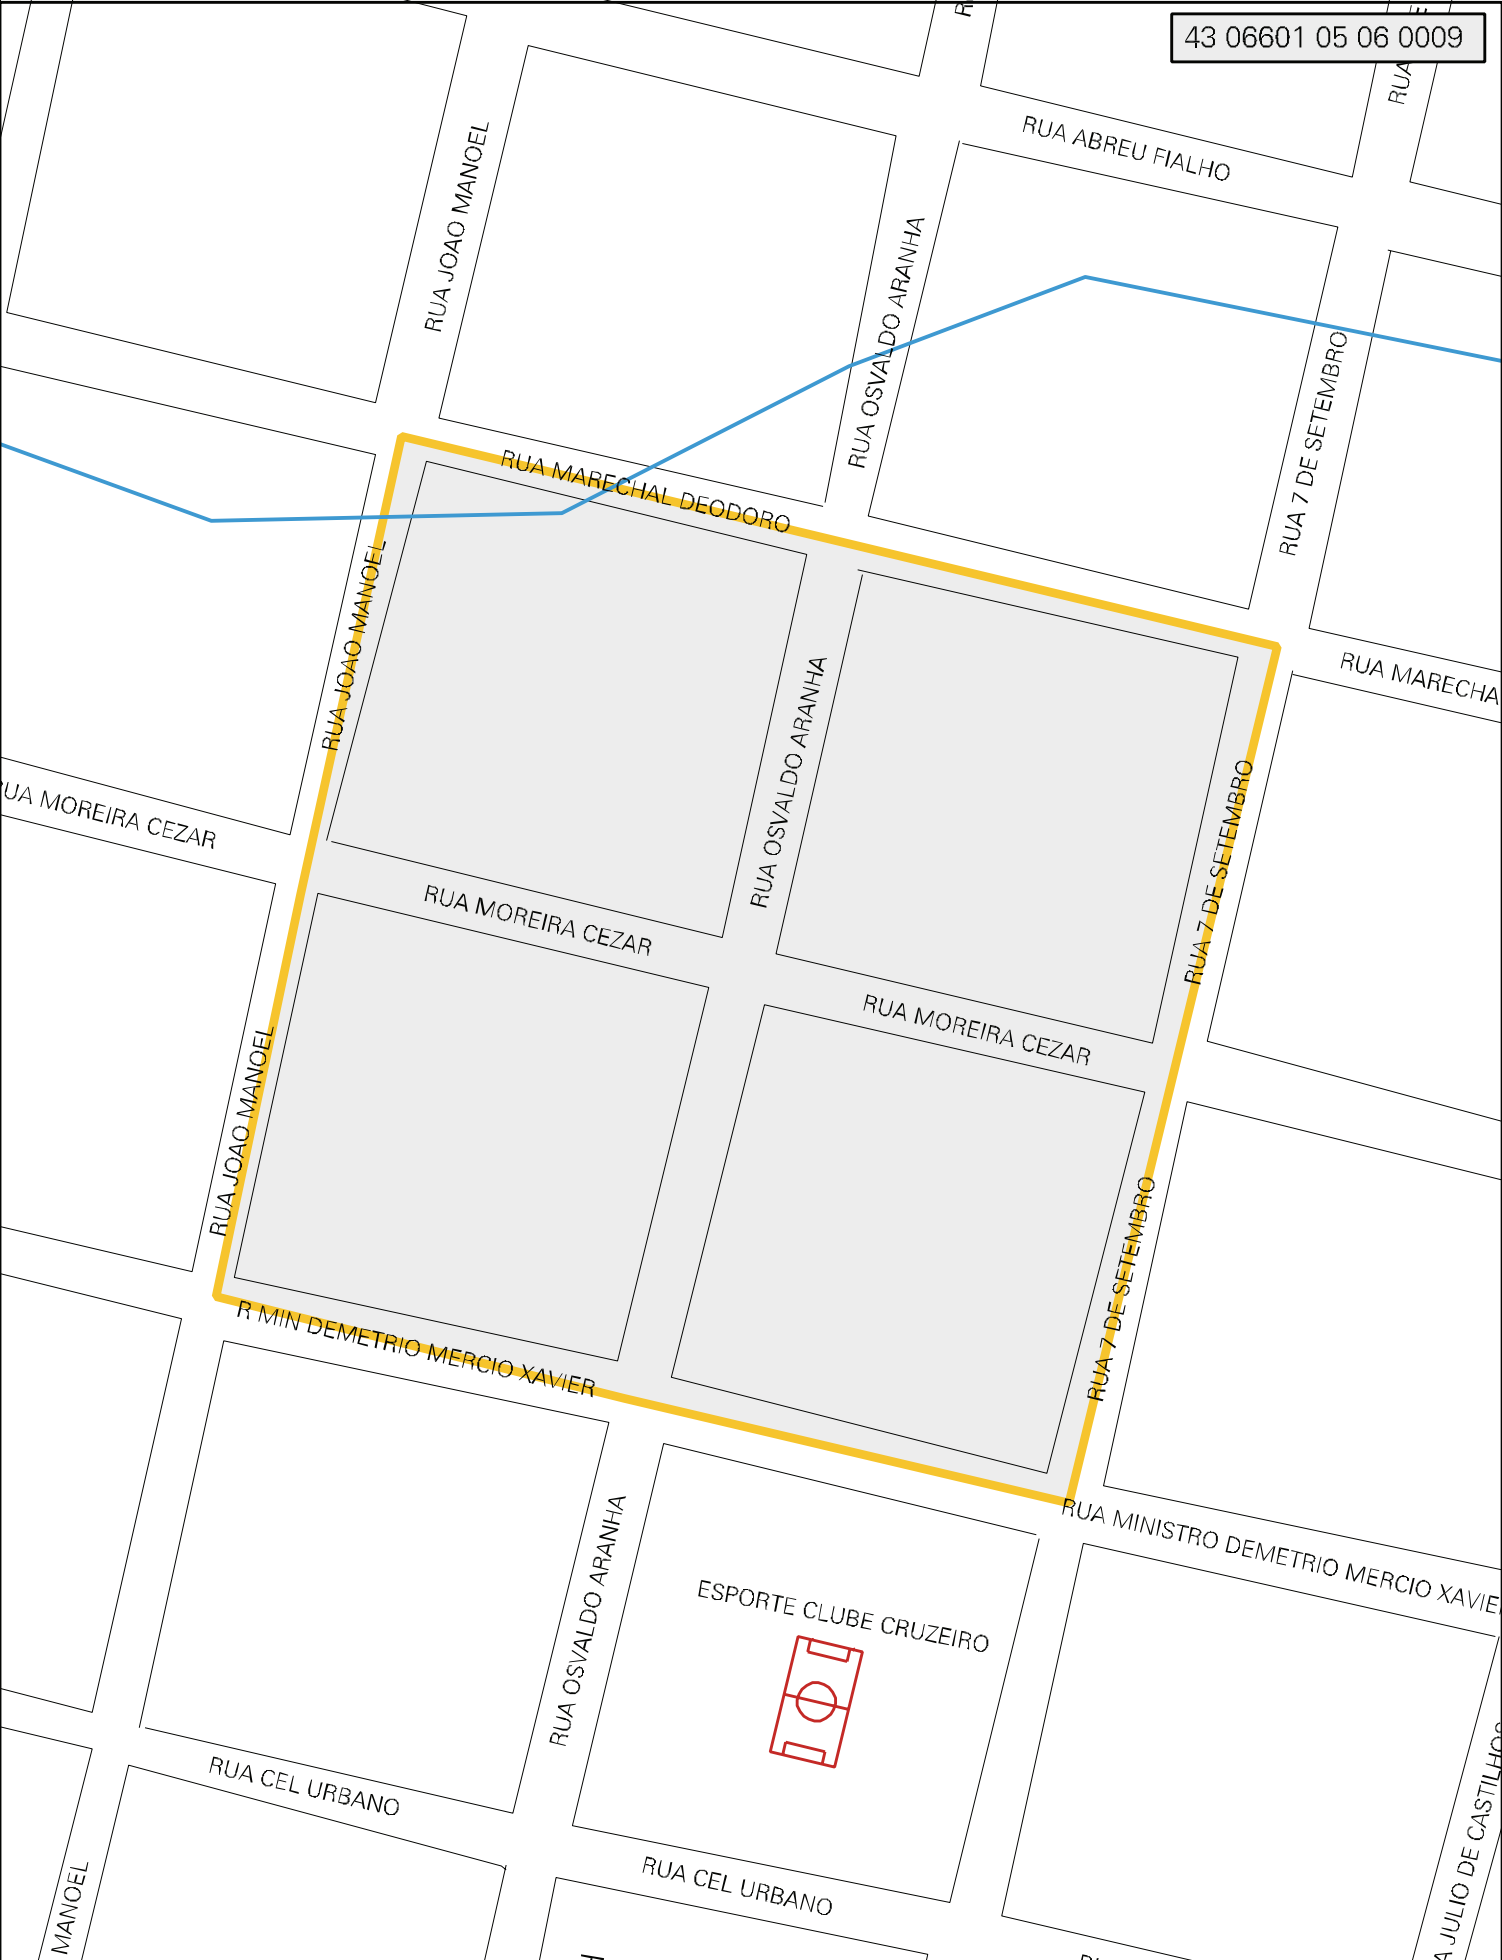 43 06601 05 06 0009
RUA
RUA ABREU FIALHO
RUA JOAO MANOEL
RUA OSVALDO ARANHA
RUA 7 DE SETEMBRO
RUA MARECHAL DEODORO
RUA JOAO MANOEL
RUA OSVALDO ARANHA
RUA MARECHA
RUA 7 DE SETEMBRO
RUA MOREIRA CEZAR
RUA MOREIRA CEZAR
RUA MOREIRA CEZAR
RUA JOAO MANOEL
RUA 7 DE SETEMBRO
R MIN DEMETRIO MERCIO XAVIER
RUA MINISTRO DEMETRIO MERCIO XAVIE
RUA OSVALDO ARANHA
ESPORTE CLUBE CRUZEIRO
RUA CEL URBANO
JULIO DE CASTILHOS
RUA CEL URBANO
MANOEL